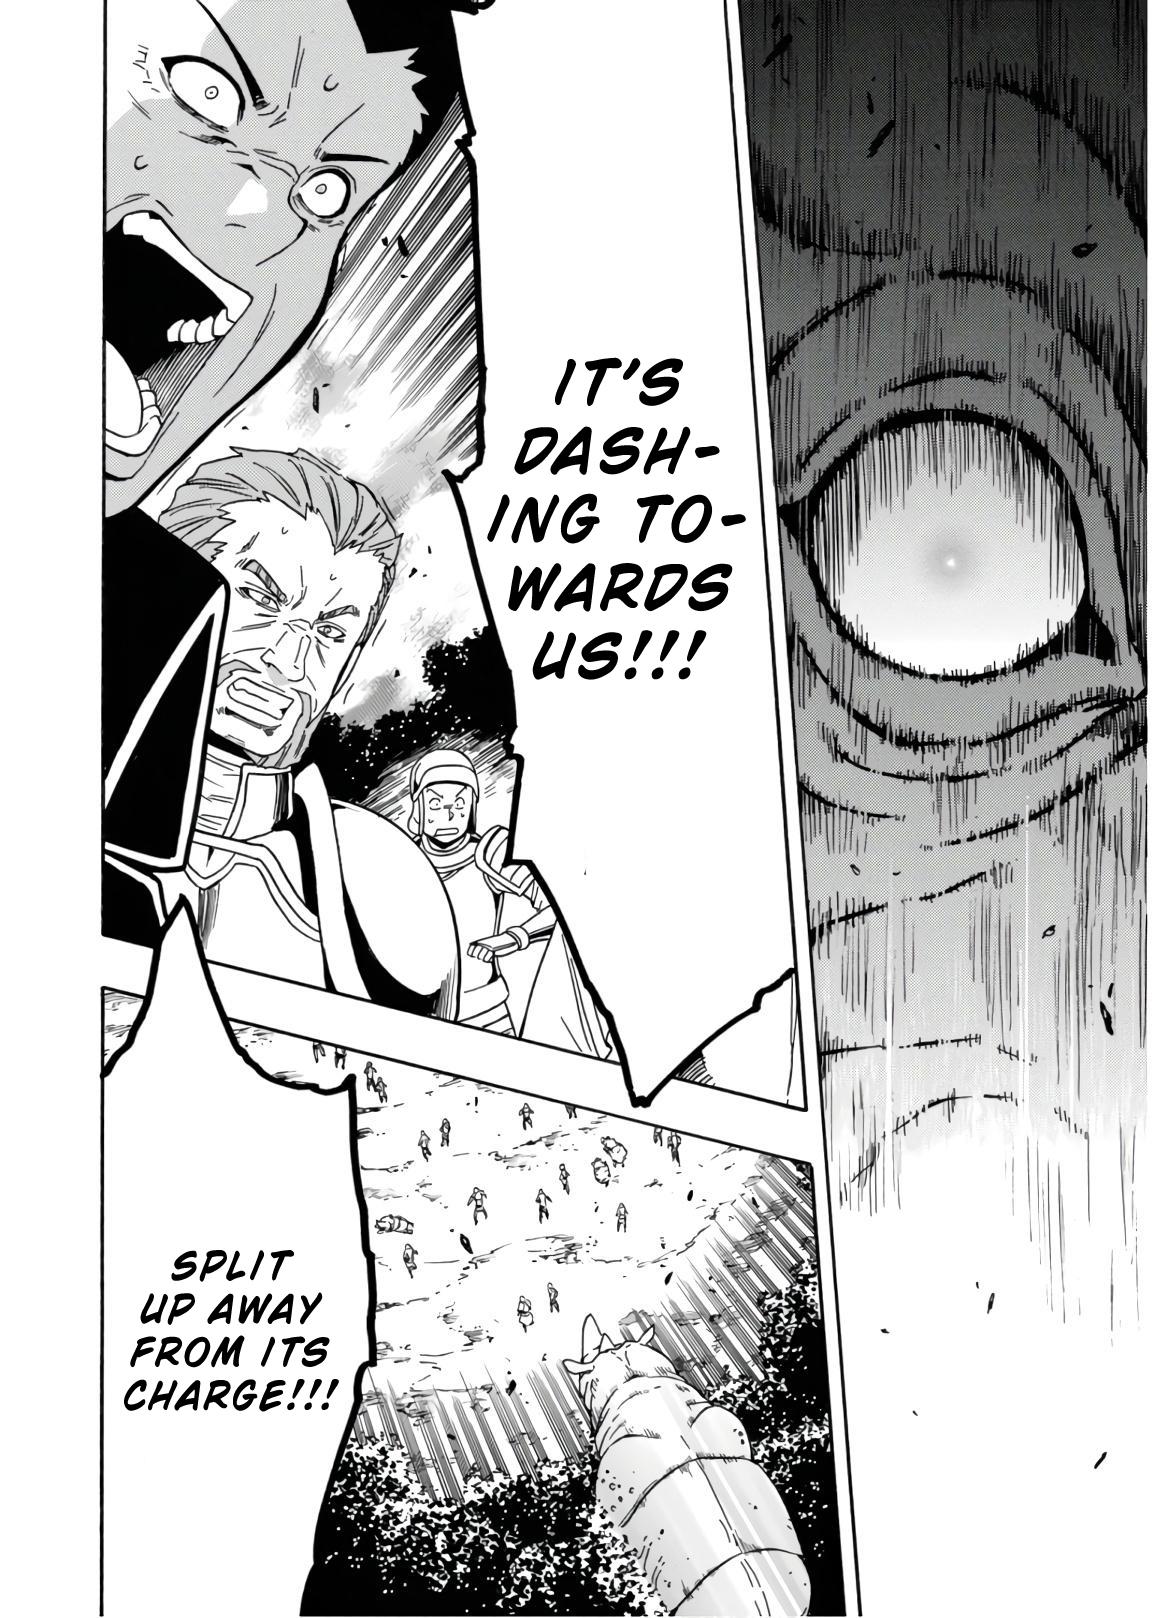 IT'S
DASH-
ING TO-
WARDS
US!!!
SPLIT
UP AWAY
FROM ITS
CHARGE!!!